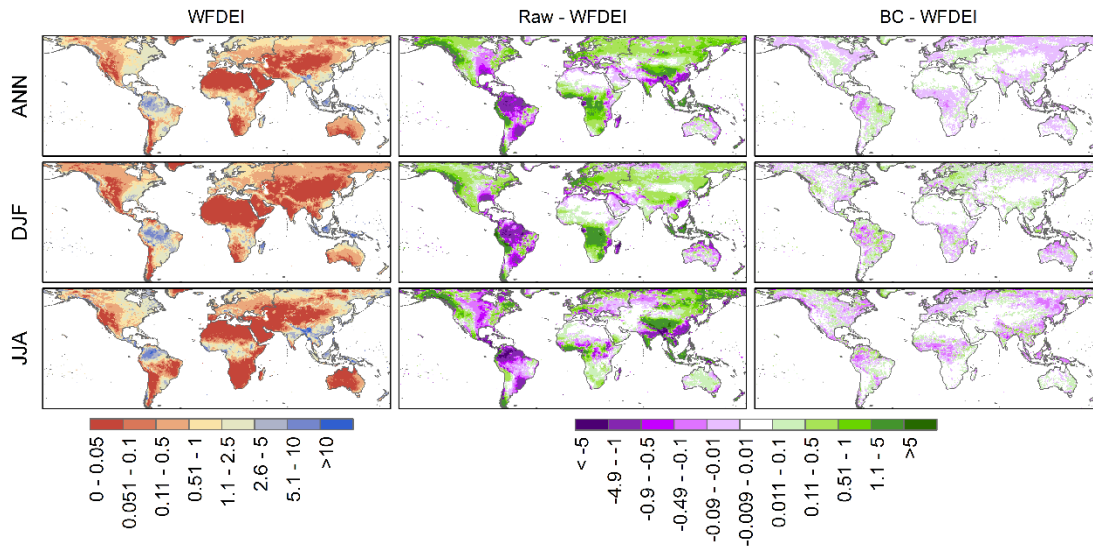 WFDEI
Raw - WFDEI
BC - WFDEI
ANN
DJF
JJA
0 - 0.05
0.051 - 0.1
0.11 - 0.5
0.51 - 1
1.1 - 2.5
2.6 - 5
5.1 - 10
>10
< -5
-4.9 - -1
-0.9 - -0.5
-0.49 - -0.1
-0.09 - -0.01
-0.009 - 0.01
0.011 - 0.1
0.11 - 0.5
0.51 - 1
1.1 - 5
>5